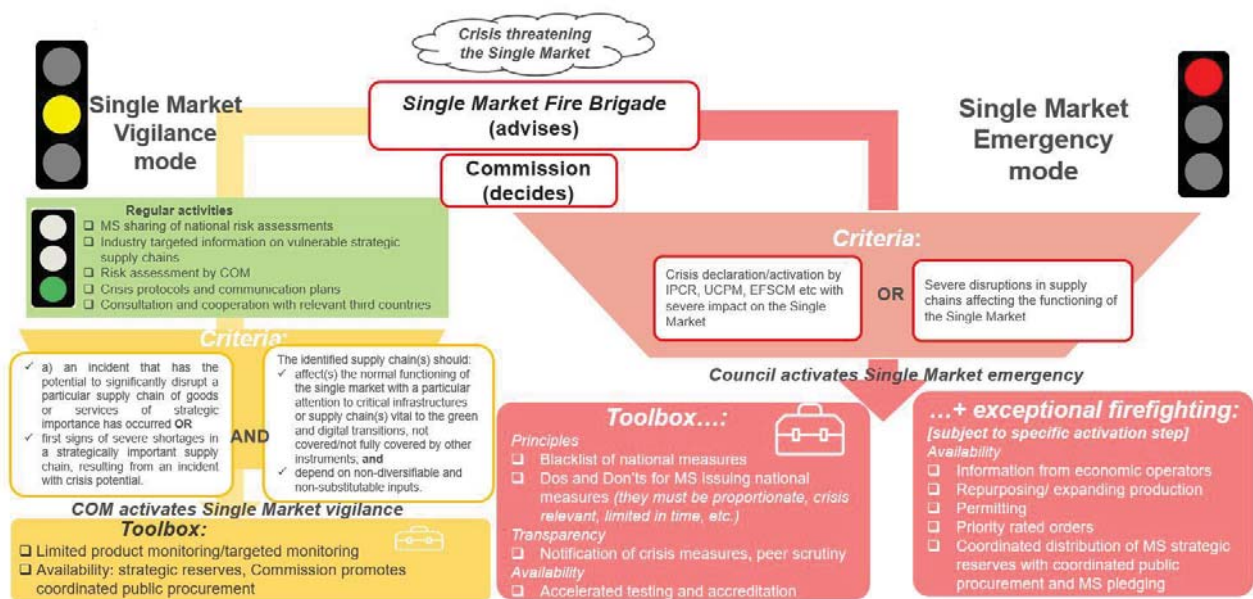 Crisis threatening
the Single Market
Single Market
Vigilance
mode
Single Market Fire Brigade
(advises)
Commission
(decides)
Single Market
Emergency
mode
Regular activities
❑ MS sharing of national risk assessments
❑ Industry targeted information on vulnerable strategic
supply chains
❑ Risk assessment by COM
❑ Crisis protocols and communication plans
❑ Consultation and cooperation with relevant third countries
Criteria:
✓ a) an incident that has the
potential to significantly disrupt a
particular supply chain of goods
or services of strategic
importance has occurred OR
✓ first signs of severe shortages in
a strategically important supply
chain, resulting from an incident
with crisis potential.
AND
The identified supply chain(s) should:
✓ affect(s) the normal functioning of
the single market with a particular
attention to critical infrastructures
or supply chain(s) vital to the green
and digital transitions, not
covered/not fully covered by other
instruments; and
✓ depend on non-diversifiable and
non-substitutable inputs.
COM activates Single Market vigilance
Toolbox:
❑ Limited product monitoring/targeted monitoring
❑ Availability: strategic reserves, Commission promotes
coordinated public procurement
Criteria:
Crisis declaration/activation by
IPCR, UCPM, EFSCM etc with
severe impact on the Single
Market
OR
Severe disruptions in supply
chains affecting the functioning of
the Single Market
Council activates Single Market emergency
Toolbox…:
Principles
❑ Blacklist of national measures
❑ Dos and Don'ts for MS issuing national
measures (they must be proportionate, crisis
relevant, limited in time, etc.)
Transparency
❑ Notification of crisis measures, peer scrutiny
Availability
❑ Accelerated testing and accreditation
…+ exceptional firefighting:
[subject to specific activation step]
Availability
❑ Information from economic operators
❑ Repurposing/ expanding production
❑ Permitting
❑ Priority rated orders
❑ Coordinated distribution of MS strategic
reserves with coordinated public
procurement and MS pledging